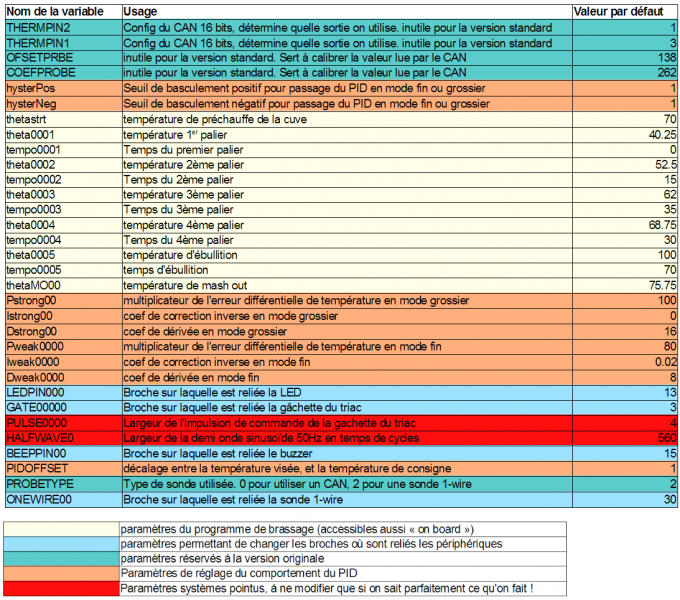 Nom de la variable Usage Valeur par défaut
THERMPIN2 Config du CAN 16 bits, détermine quelle sortie on utilise. inutile pour la version standard 1
THERMPIN1 Config du CAN 16 bits, détermine quelle sortie on utilise. inutile pour la version standard 3
OFSETPRBE inutile pour la version standard. Sert à calibrer la valeur lue par le CAN 138
COEFPROBE inutile pour la version standard. Sert à calibrer la valeur lue par le CAN 262
hysterPos Seuil de basculement positif pour passage du PID en mode fin ou grossier 1
hysterNeg Seuil de basculement négatif pour passage du PID en mode fin ou grossier 1
thetastrt température de préchauffe de la cuve 70
theta0001 température 1er palier 40.25
tempo0001 Temps du premier palier 0
theta0002 température 2ème palier 52.5
tempo0002 Temps du 2ème palier 15
theta0003 température 3ème palier 62
tempo0003 Temps du 3ème palier 35
theta0004 température 4ème palier 68.75
tempo0004 Temps du 4ème palier 30
theta0005 température d'ébullition 100
tempo0005 temps d'ébullition 70
thetaMO00 température de mash out 75.75
Pstrong00 multiplicateur de l'erreur différentielle de température en mode grossier 100
Istrong00 coef de correction inverse en mode grossier 0
Dstrong00 coef de dérivée en mode grossier 16
Pweak0000 multiplicateur de l'erreur différentielle de température en mode fin 80
Iweak0000 coef de correction inverse en mode fin 0.02
Dweak0000 coef de dérivée en mode fin 8
LEDPIN000 Broche sur laquelle est reliée la LED 13
GATE00000 Broche sur laquelle est reliée la gâchette du triac 3
PULSE0000 Largeur de l'impulsion de commande de la gachette du triac 4
HALFWAVE0 Largeur de la demi onde sinusoïde 50Hz en temps de cycles 560
BEEPPIN00 Broche sur laquelle est reliée le buzzer 15
PIDOFFSET décalage entre la température visée, et la température de consigne 1
PROBETYPE Type de sonde utilisée. 0 pour utiliser un CAN, 2 pour une sonde 1-wire 2
ONEWIRE00 Broche sur laquelle est reliée la sonde 1-wire 30
paramètres du programme de brassage (accessibles aussi « on board »)
paramètres permettant de changer les broches où sont reliés les périphériques
paramètres réservés à la version originale
Paramètres de réglage du comportement du PID
Paramètres systèmes pointus, à ne modifier que si on sait parfaitement ce qu'on fait !